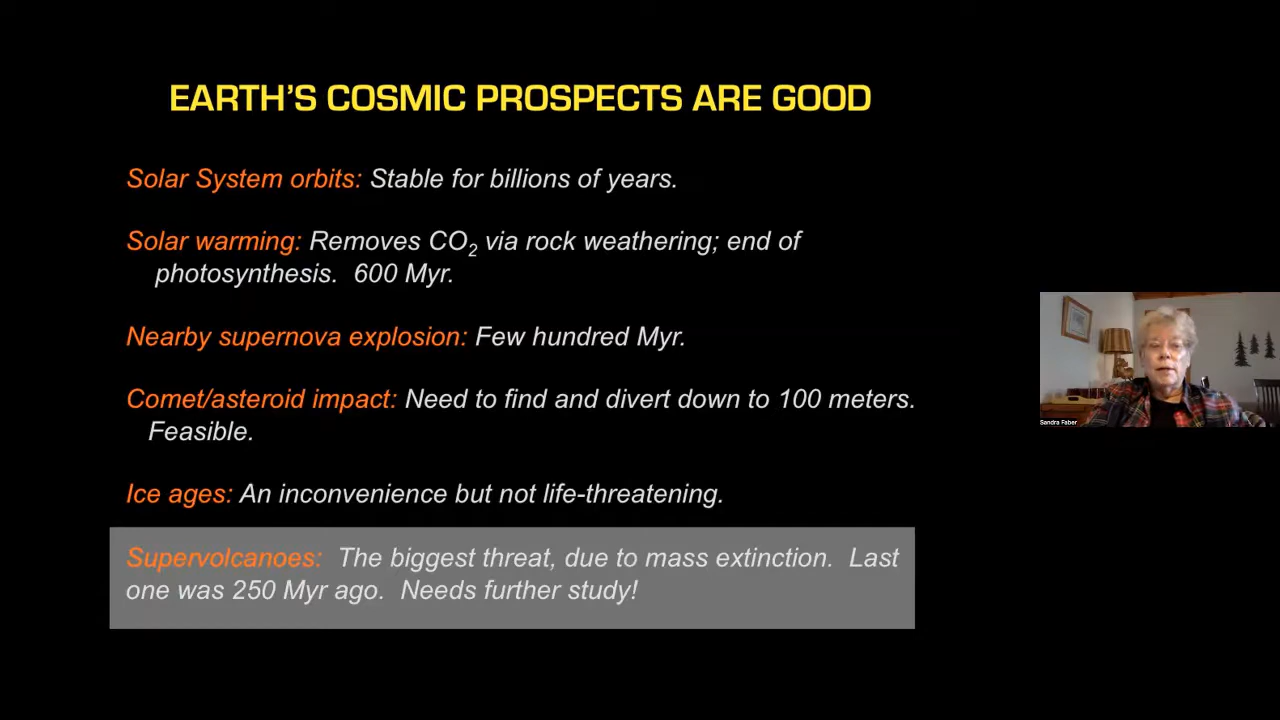 EARTH'S COSMIC PROSPECTS ARE GOOD
Solar System orbits: Stable for billions of years.
Solar warming: Removes CO₂ via rock weathering; end of
photosynthesis. 600 Myr.
Nearby supernova explosion: Few hundred Myr.
Comet/asteroid impact: Need to find and divert down to 100 meters.
Feasible.
Ice ages: An inconvenience but not life-threatening.
Supervolcanoes: The biggest threat, due to mass extinction. Last
one was 250 Myr ago. Needs further study!
Sandra Faber